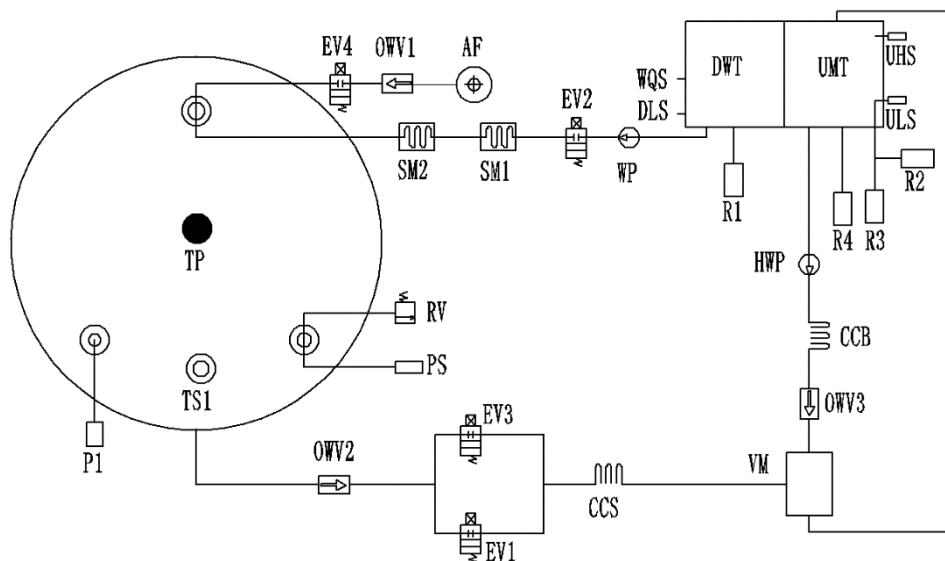 EV4
OWV1
AF
EV2
DWT
UMT
UHS
WQS
DLS
ULS
SM2
SM1
WP
R1
R4
R3
R2
TP
HWP
RV
CCB
PS
TS1
OWV3
P1
OWV2
EV3
VM
CCS
EV1